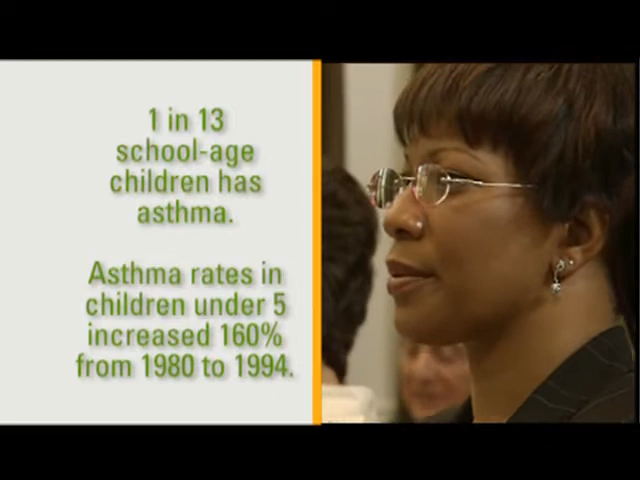 1 in 13
school-age
children has
asthma.
Asthma rates in
children under 5
increased 160%
from 1980 to 1994.